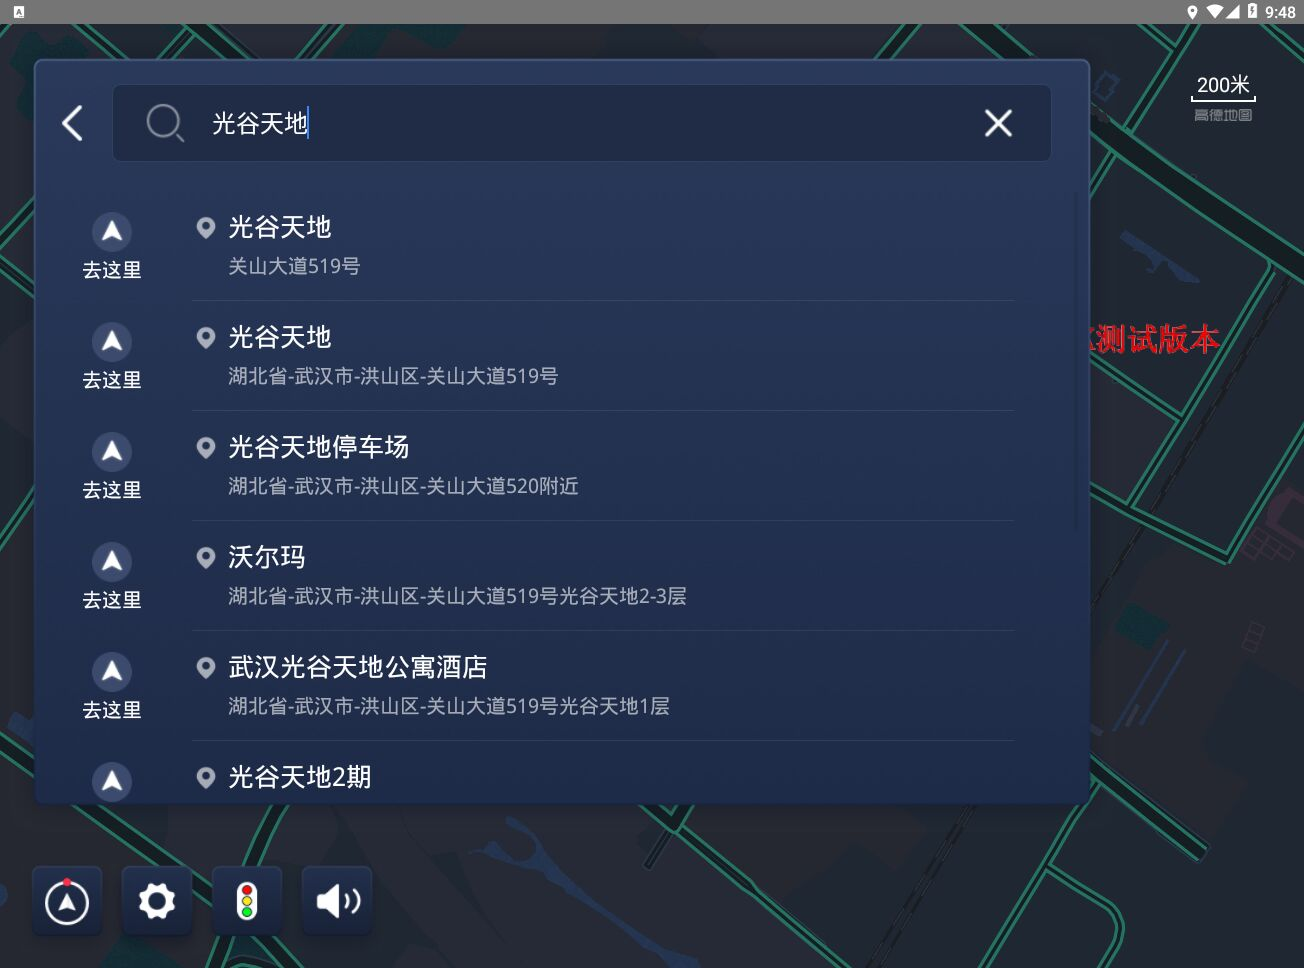 9:48
光谷天地
200米
高德地图
去这里
光谷天地
关山大道519号
去这里
光谷天地
湖北省-武汉市-洪山区-关山大道519号
测试版本
去这里
光谷天地停车场
湖北省-武汉市-洪山区-关山大道520附近
去这里
沃尔玛
湖北省-武汉市-洪山区-关山大道519号光谷天地2-3层
去这里
武汉光谷天地公寓酒店
湖北省-武汉市-洪山区-关山大道519号光谷天地1层
光谷天地2期